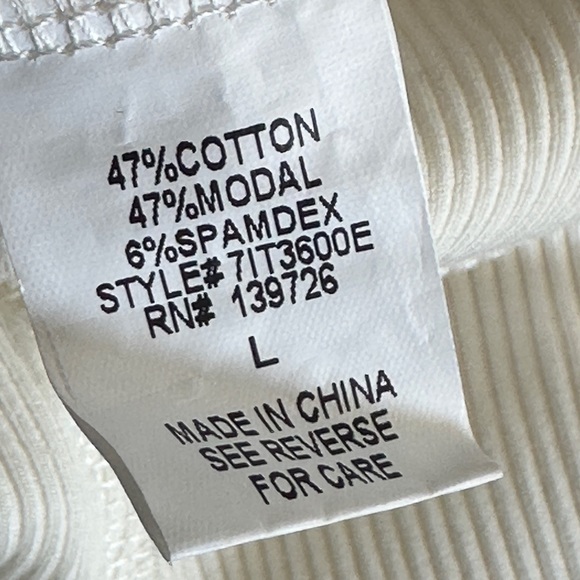 47%COTTON
47%MODAL
6%SPAMDEX
STYLE# 7IT3600E
RN# 139726
L
MADE IN CHINA
SEE REVERSE
FOR CARE